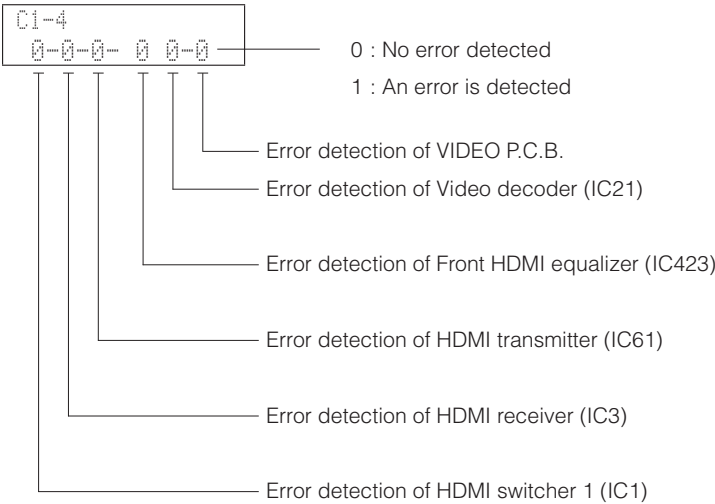 C1-4
0-0-0- 0 0-0
0 : No error detected
1 : An error is detected
Error detection of VIDEO P.C.B.
Error detection of Video decoder (IC21)
Error detection of Front HDMI equalizer (IC423)
Error detection of HDMI transmitter (IC61)
Error detection of HDMI receiver (IC3)
Error detection of HDMI switcher 1 (IC1)